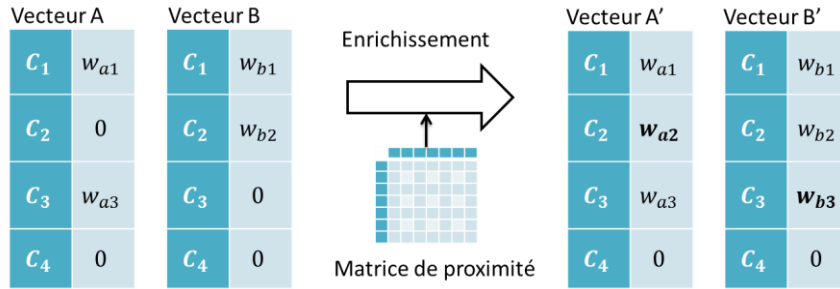 Vecteur A
C1 wa1
C2 0
C3 wa3
C4 0
Vecteur B
C1 wb1
C2 wb2
C3 0
C4 0
Enrichissement
Matrice de proximité
Vecteur A’
C1 wa1
C2 wa2
C3 wa3
C4 0
Vecteur B’
C1 wb1
C2 wb2
C3 wb3
C4 0